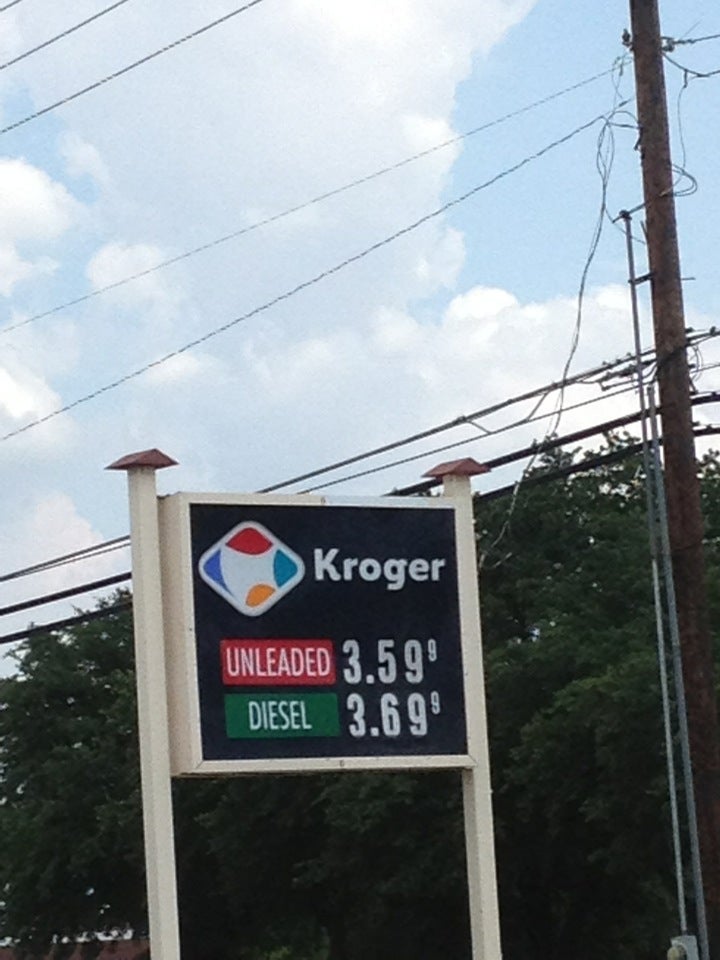 Kroger
UNLEADED 3.59 9
DIESEL 3.69 9